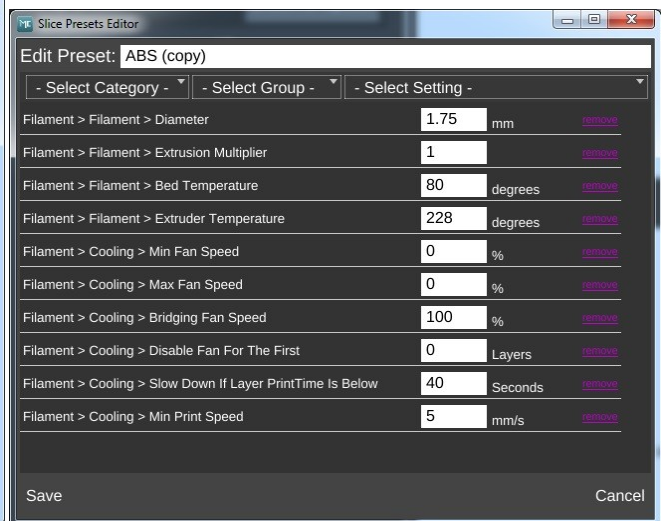 MC Slice Presets Editor
Edit Preset: ABS (copy)
- Select Category - - Select Group - - Select Setting -
Filament > Filament > Diameter 1.75 mm remove
Filament > Filament > Extrusion Multiplier 1 remove
Filament > Filament > Bed Temperature 80 degrees remove
Filament > Filament > Extruder Temperature 228 degrees remove
Filament > Cooling > Min Fan Speed 0 % remove
Filament > Cooling > Max Fan Speed 0 % remove
Filament > Cooling > Bridging Fan Speed 100 % remove
Filament > Cooling > Disable Fan For The First 0 Layers remove
Filament > Cooling > Slow Down If Layer PrintTime Is Below 40 Seconds remove
Filament > Cooling > Min Print Speed 5 mm/s remove
Save Cancel